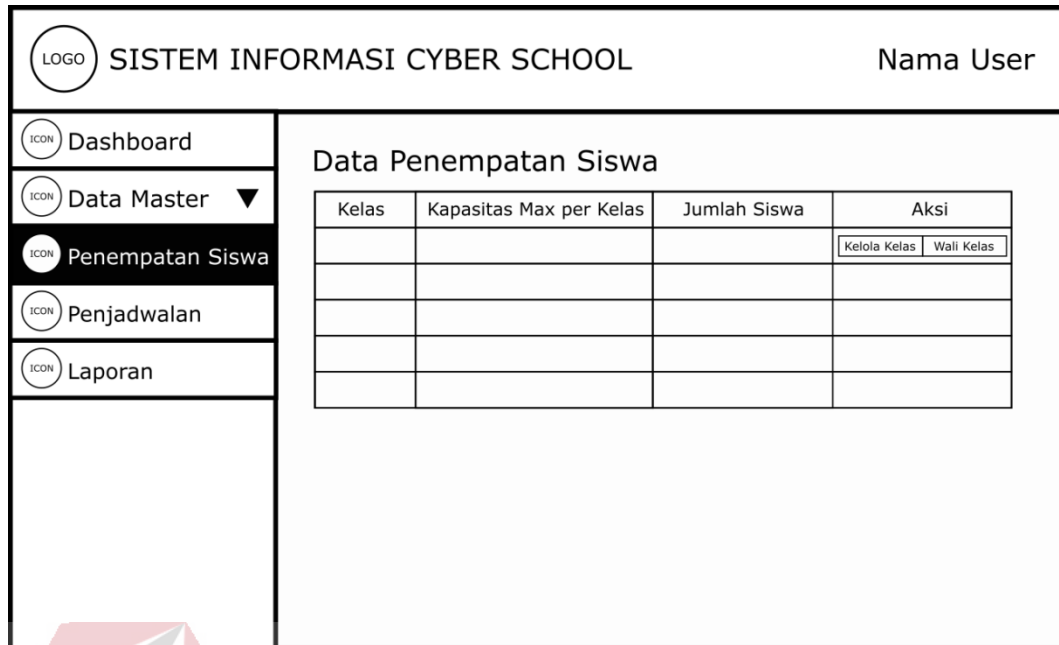 LOGO SISTEM INFORMASI CYBER SCHOOL Nama User
ICON Dashboard
ICON Data Master ▼
ICON Penempatan Siswa
ICON Penjadwalan
ICON Laporan
Data Penempatan Siswa
Kelas Kapasitas Max per Kelas Jumlah Siswa Aksi
Kelola Kelas Wali Kelas